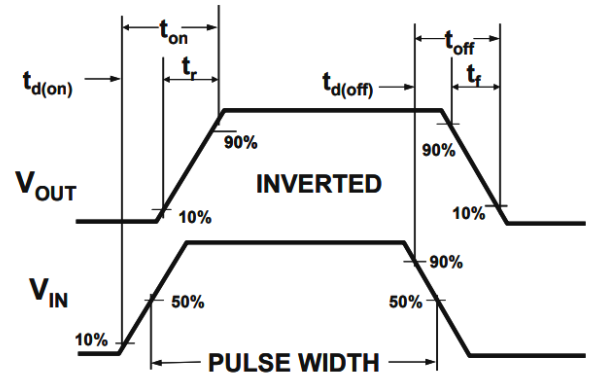 t_on
t_off
t_d(on)
t_r
t_d(off)
t_f
90%
90%
V_OUT
INVERTED
10%
10%
90%
V_IN
50%
50%
10%
PULSE WIDTH